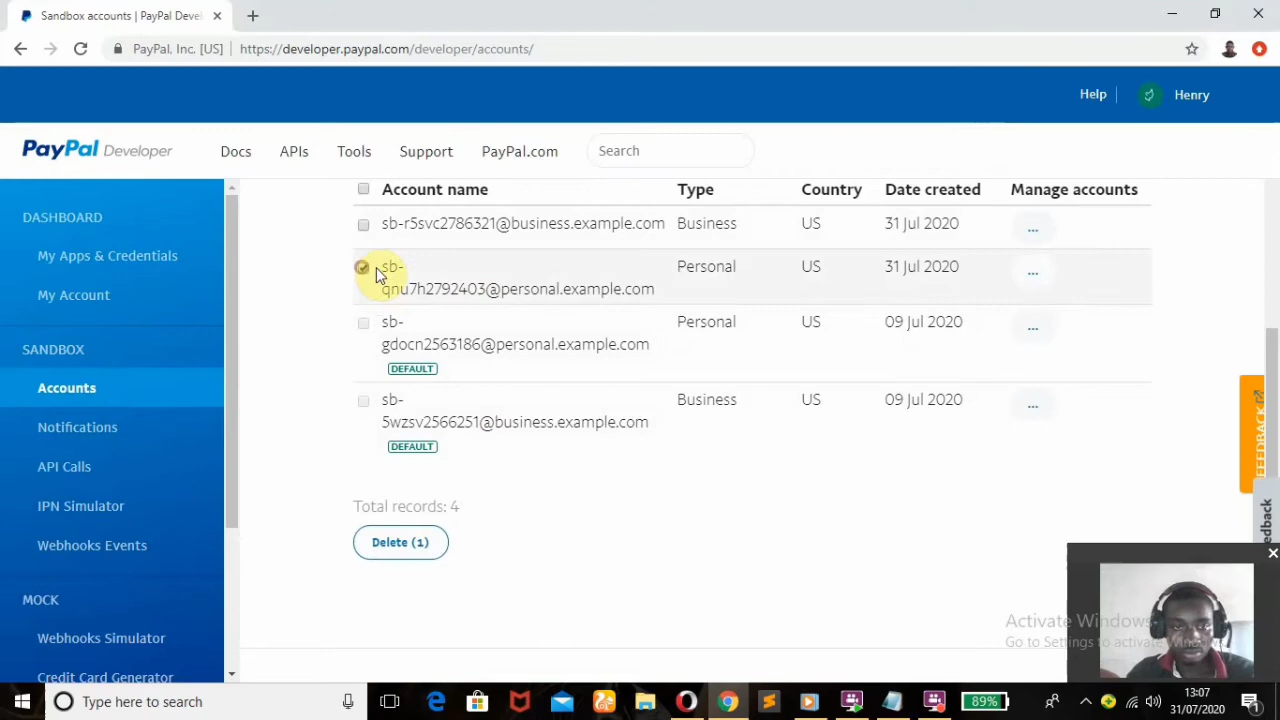 Sandbox accounts | PayPal Deve
PayPal, Inc. [US] | https://developer.paypal.com/developer/accounts/
Help
Henry
PayPal Developer
Docs
APIs
Tools
Support
PayPal.com
Search
DASHBOARD
My Apps & Credentials
My Account
SANDBOX
Accounts
Notifications
API Calls
IPN Simulator
Webhooks Events
MOCK
Webhooks Simulator
Credit Card Generator
Account name Type Country Date created Manage accounts
sb-r5svc2786321@business.example.com Business US 31 Jul 2020 ...
sb- Personal US 31 Jul 2020 ...
qnu7h2792403@personal.example.com
sb- Personal US 09 Jul 2020 ...
gdocn2563186@personal.example.com
DEFAULT
sb- Business US 09 Jul 2020 ...
5wzsv2566251@business.example.com
DEFAULT
Total records: 4
Delete (1)
FEEDBACK
edback
Activate Windows
Go to Settings to activate Windows
Type here to search
89%
13:07
31/07/2020
1